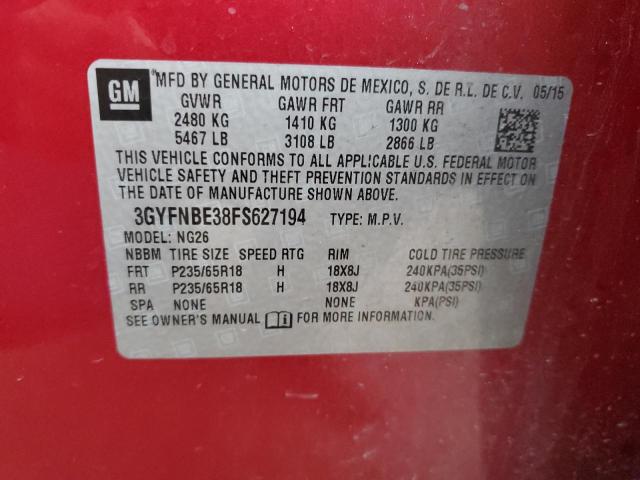 GM
MFD BY GENERAL MOTORS DE MEXICO, S. DE R.L. DE C.V. 05/15
GVWR GAWR FRT GAWR RR
2480 KG 1410 KG 1300 KG
5467 LB 3108 LB 2866 LB
THIS VEHICLE CONFORMS TO ALL APPLICABLE U.S. FEDERAL MOTOR
VEHICLE SAFETY AND THEFT PREVENTION STANDARDS IN EFFECT ON
THE DATE OF MANUFACTURE SHOWN ABOVE.
3GYFNBE38FS627194 TYPE: M.P.V.
MODEL: NG26
NBBM TIRE SIZE SPEED RTG RIM COLD TIRE PRESSURE
FRT P235/65R18 H 18X8J 240KPA(35PSI)
RR P235/65R18 H 18X8J 240KPA(35PSI)
SPA NONE NONE KPA(PSI)
SEE OWNER'S MANUAL FOR MORE INFORMATION.